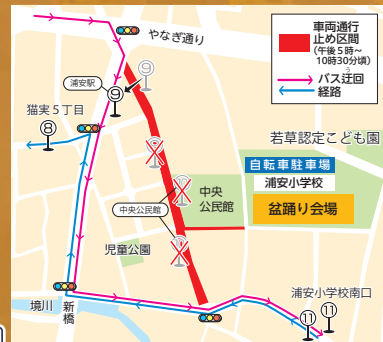 やなぎ通り
車両通行
止め区間
(午後5時~
10時30分頃)
バス迂回
う
経路
浦安駅
⑨
⑨
猫実5丁目
⑧
若草認定こども園
自転車駐車場
浦安小学校
盆踊り会場
中央
公民館
中央公民館
児童公園
境川
新橋
浦安小学校南口
⑪
⑪